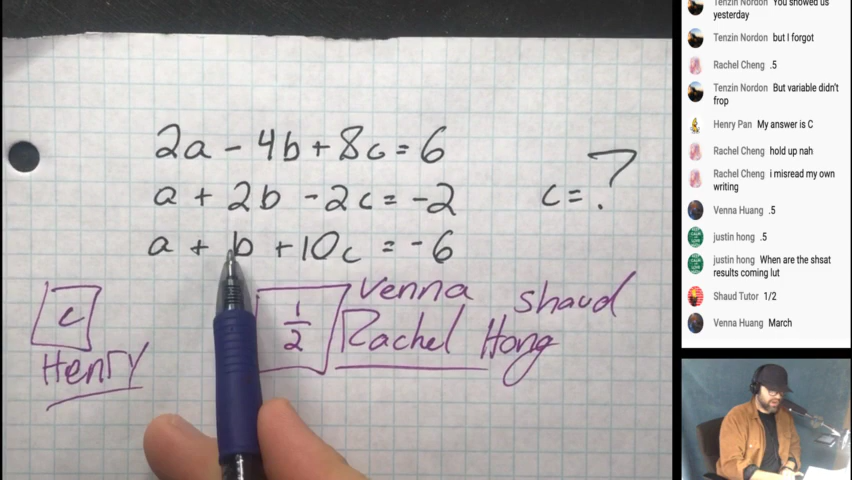 2a - 4b + 8c = 6
a + 2b - 2c = -2
c = ?
a + b + 10c = -6
c
Henry
1/2
Venna
Shaud
Rachel
Hong
Tenzin Nordon You showed us
yesterday
Tenzin Nordon but I forgot
Rachel Cheng .5
Tenzin Nordon But variable didn't
frop
Henry Pan My answer is C
Rachel Cheng hold up nah
Rachel Cheng i misread my own
writing
Venna Huang .5
justin hong .5
justin hong When are the shsat
results coming lut
Shaud Tutor 1/2
Venna Huang March